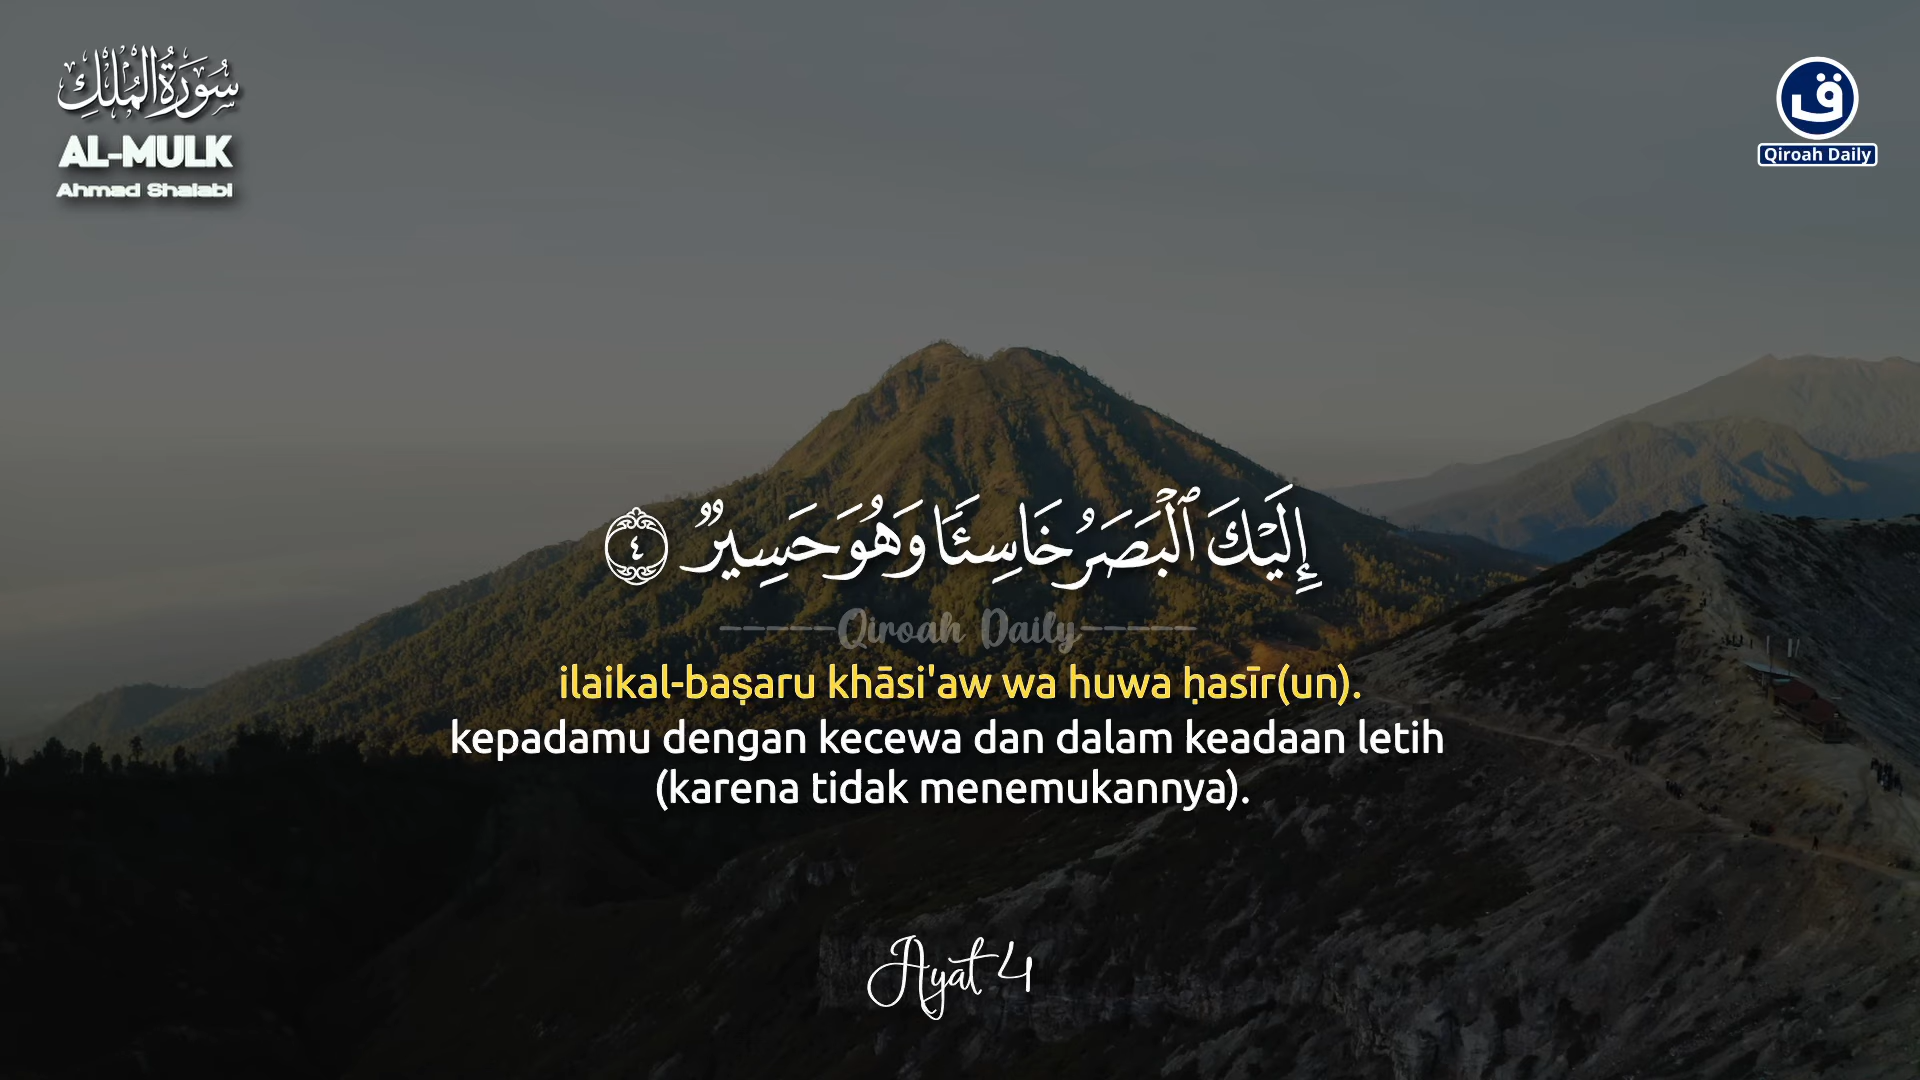 سُورَةُ الْمُلْكِ
AL-MULK
Ahmad Shalabi
ق
Qiroah Daily
إِلَيْكَ ٱلْبَصَرُ خَاسِئًا وَهُوَ حَسِيرٌ ٤
-----Qiroah Daily-----
ilaikal-baṣaru khāsi'aw wa huwa ḥasīr(un).
kepadamu dengan kecewa dan dalam keadaan letih
(karena tidak menemukannya).
Ayat 4